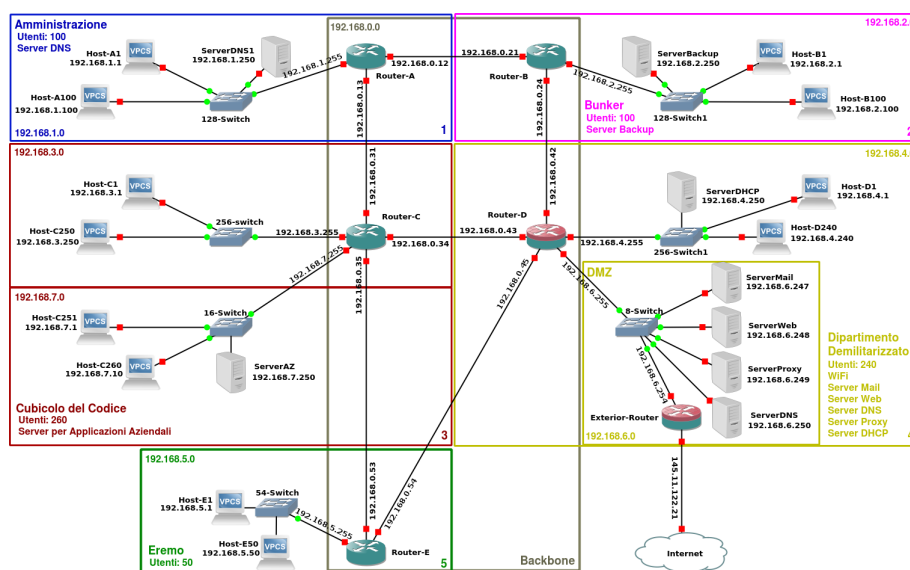 Amministrazione
Utenti: 100
Server DNS
Host-A1
192.168.1.1
VPCS
ServerDNS1
192.168.1.250
Host-A100
192.168.1.100
VPCS
128-Switch
192.168.1.255
192.168.1.0
1
192.168.0.0
Router-A
192.168.0.12
192.168.0.13
192.168.0.21
Router-B
192.168.0.24
192.168.2.255
192.168.2.
ServerBackup
192.168.2.250
Host-B1
192.168.2.1
VPCS
128-Switch1
Host-B100
192.168.2.100
VPCS
Bunker
Utenti: 100
Server Backup
2
192.168.3.0
Host-C1
192.168.3.1
VPCS
Host-C250
192.168.3.250
VPCS
256-switch
192.168.3.255
192.168.0.31
Router-C
192.168.0.34
192.168.0.35
192.168.7.255
192.168.7.0
Host-C251
192.168.7.1
VPCS
Host-C260
192.168.7.10
VPCS
16-Switch
ServerAZ
192.168.7.250
Cubicolo del Codice
Utenti: 260
Server per Applicazioni Aziendali
3
192.168.4.
192.168.0.42
Router-D
192.168.0.43
192.168.0.45
192.168.4.255
192.168.6.255
ServerDHCP
192.168.4.250
Host-D1
192.168.4.1
VPCS
Host-D240
192.168.4.240
VPCS
256-Switch1
DMZ
8-Switch
ServerMail
192.168.6.247
ServerWeb
192.168.6.248
ServerProxy
192.168.6.249
ServerDNS
192.168.6.250
192.168.6.254
Exterior-Router
192.168.6.0
Dipartimento
Demilitarizzato
Utenti: 240
WiFi
Server Mail
Server Web
Server DNS
Server Proxy
Server DHCP
4
145.11.122.21
Internet
192.168.5.0
Host-E1
192.168.5.1
VPCS
54-Switch
Host-E50
192.168.5.50
VPCS
192.168.5.255
192.168.0.53
192.168.0.54
Router-E
Eremo
Utenti: 50
5
Backbone